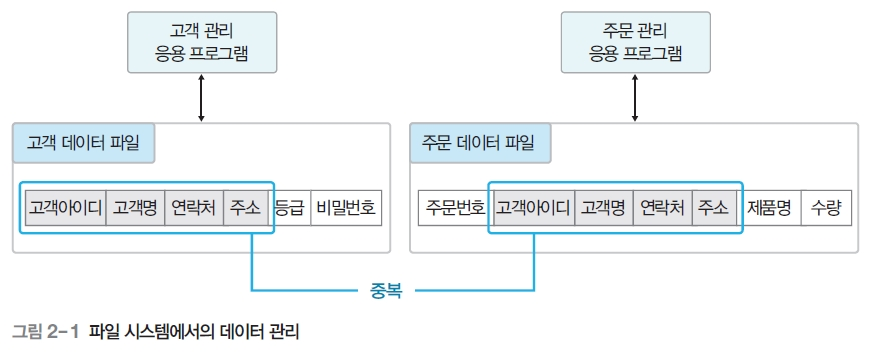 고객 관리
응용 프로그램
주문 관리
응용 프로그램
고객 데이터 파일
주문 데이터 파일
고객아이디 고객명 연락처 주소 등급 비밀번호
주문번호 고객아이디 고객명 연락처 주소 제품명 수량
중복
그림 2-1 파일 시스템에서의 데이터 관리